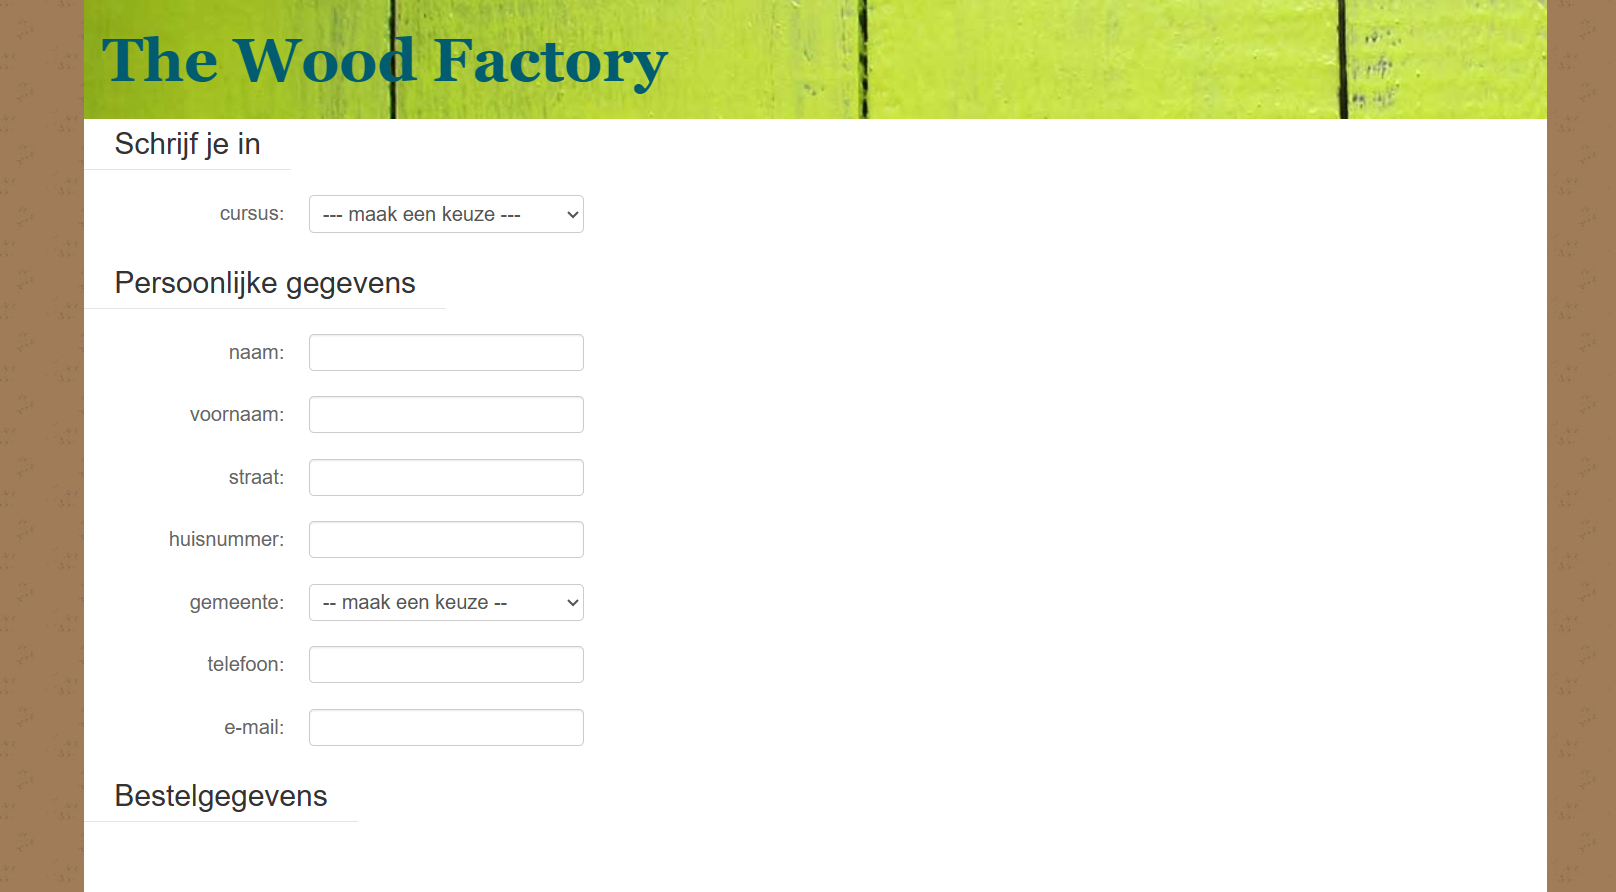 The Wood Factory
Schrijf je in
cursus: --- maak een keuze ---
Persoonlijke gegevens
naam:
voornaam:
straat:
huisnummer:
gemeente: -- maak een keuze --
telefoon:
e-mail:
Bestelgegevens